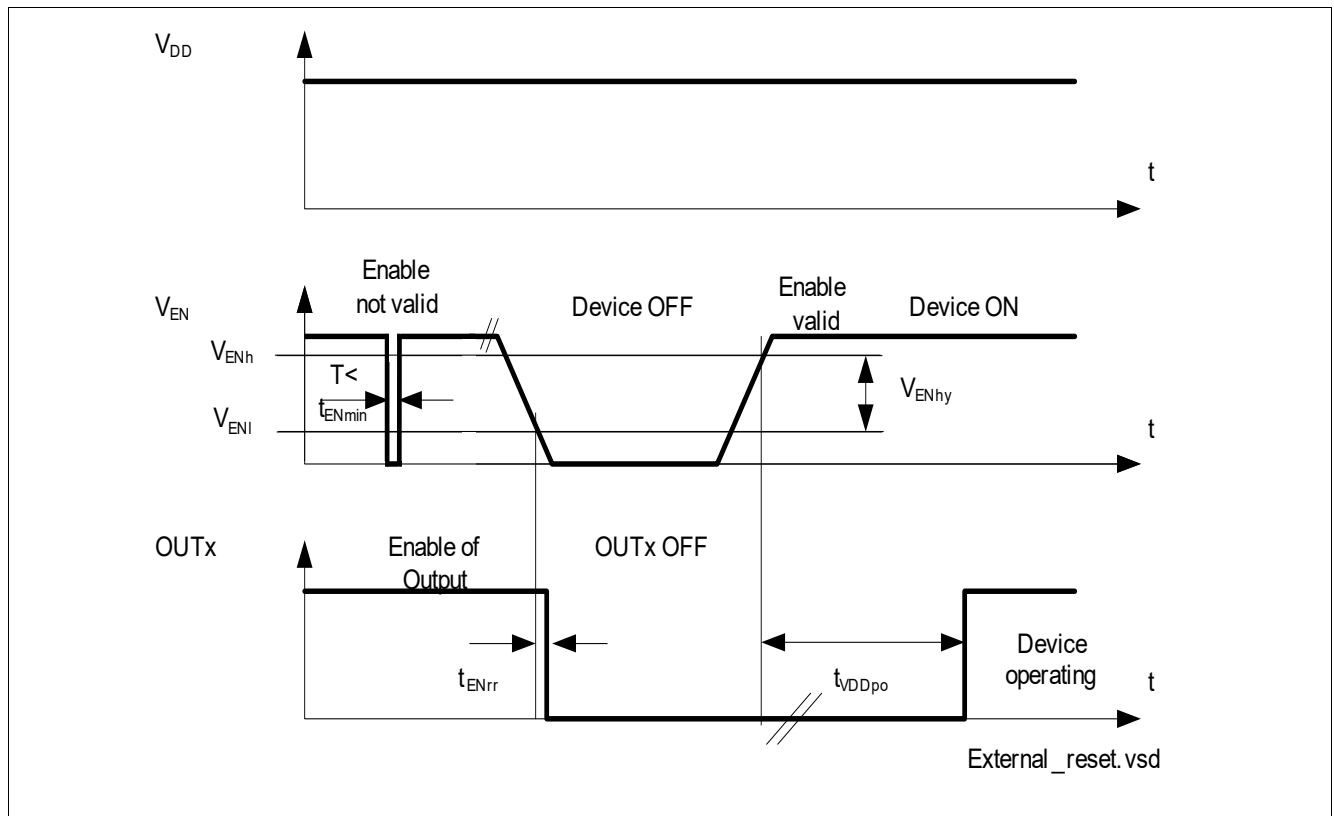 VDD
t
Enable
not valid
VEN
Device OFF
Enable
valid
Device ON
VENh
T<
tENmin
VENhy
VENl
t
OUTx
Enable of
Output
OUTx OFF
tENrr
tVDDpo
Device
operating
t
External_reset.vsd